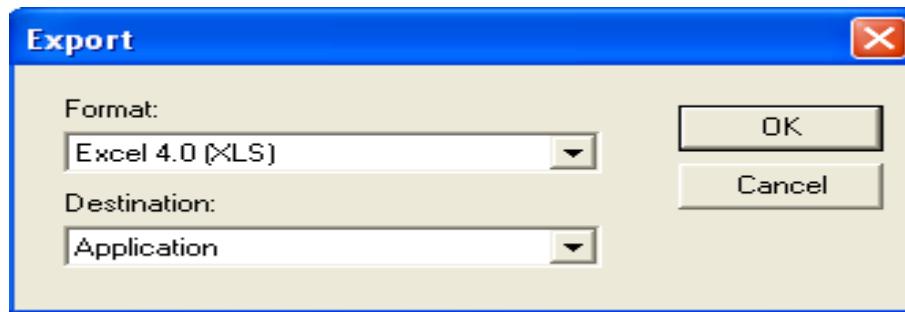 Export
Format:
Excel 4.0 (XLS)
Destination:
Application
OK
Cancel